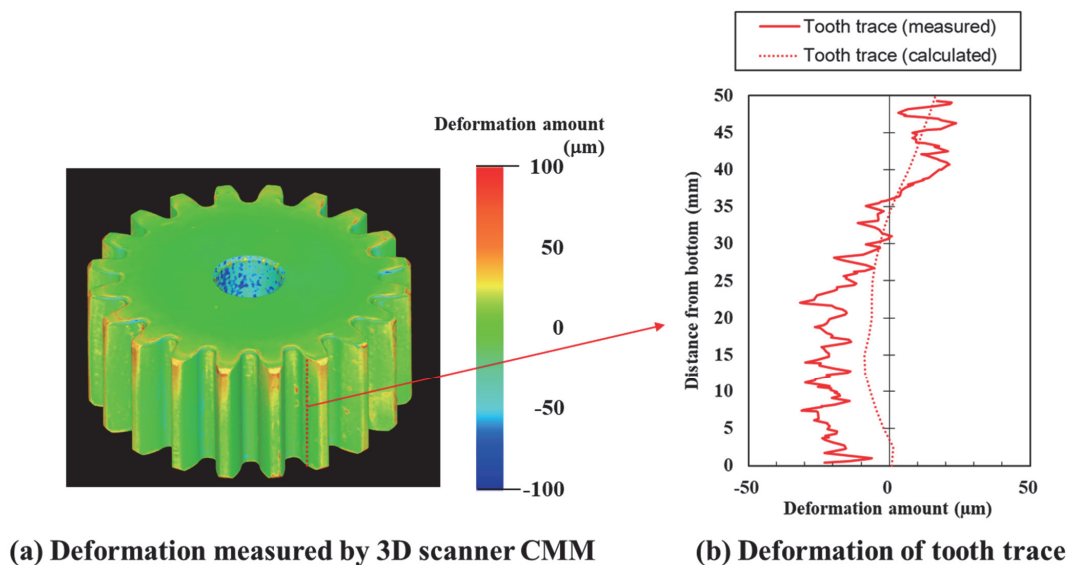 Deformation amount
(μm)
100
50
0
-50
-100
(a) Deformation measured by 3D scanner CMM
Tooth trace (measured)
Tooth trace (calculated)
50
45
40
35
30
25
20
15
10
5
0
Distance from bottom (mm)
-50
0
50
Deformation amount (μm)
(b) Deformation of tooth trace